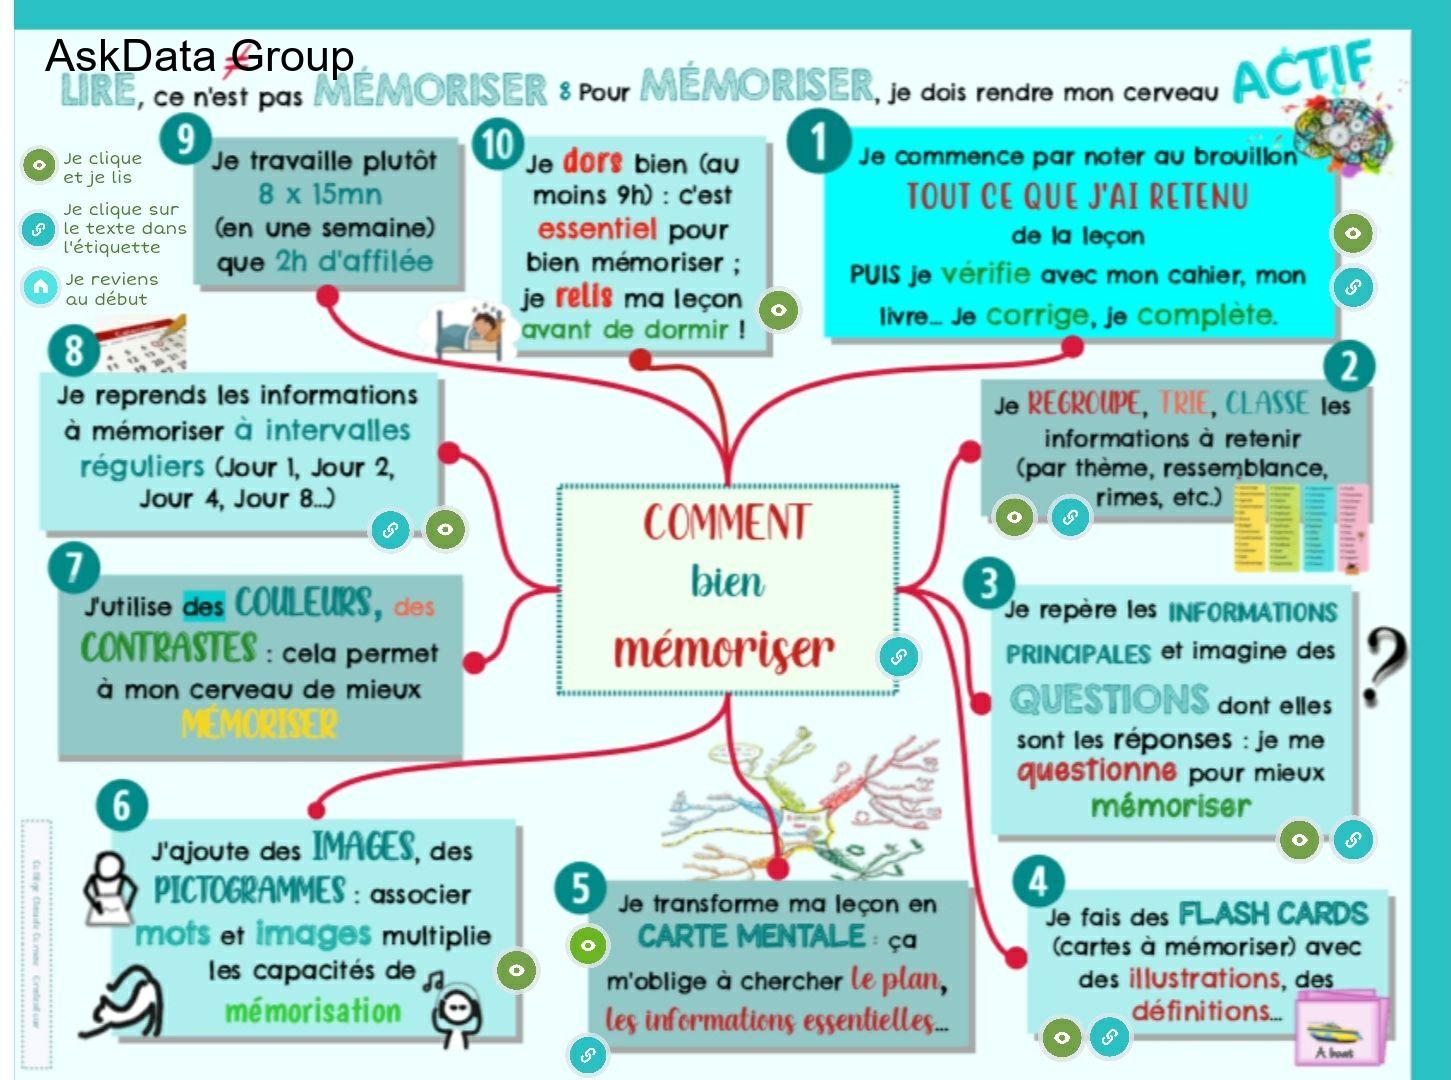 AskData Group
LIRE, ce n'est pas MÉMORISER : Pour MÉMORISER, je dois rendre mon cerveau ACTIF
≠
Je clique
et je lis
Je clique sur
le texte dans
l'étiquette
Je reviens
au début
1
Je commence par noter au brouillon
TOUT CE QUE J'AI RETENU
de la leçon
PUIS je vérifie avec mon cahier, mon
livre... Je corrige, je complète.
2
Je REGROUPE, TRIE, CLASSE les
informations à retenir
(par thème, ressemblance,
rimes, etc.)
3
Je repère les INFORMATIONS
PRINCIPALES et imagine des
QUESTIONS dont elles
sont les réponses : je me
questionne pour mieux
mémoriser
?
4
Je fais des FLASH CARDS
(cartes à mémoriser) avec
des illustrations, des
définitions...
A boat
5
Je transforme ma leçon en
CARTE MENTALE : ça
m'oblige à chercher le plan,
les informations essentielles...
6
J'ajoute des IMAGES, des
PICTOGRAMMES : associer
mots et images multiplie
les capacités de
mémorisation
7
J'utilise des COULEURS, des
CONTRASTES : cela permet
à mon cerveau de mieux
MÉMORISER
8
Je reprends les informations
à mémoriser à intervalles
réguliers (Jour 1, Jour 2,
Jour 4, Jour 8...)
9
Je travaille plutôt
8 x 15mn
(en une semaine)
que 2h d'affilée
10
Je dors bien (au
moins 9h) : c'est
essentiel pour
bien mémoriser ;
je relis ma leçon
avant de dormir !
COMMENT
bien
mémoriser